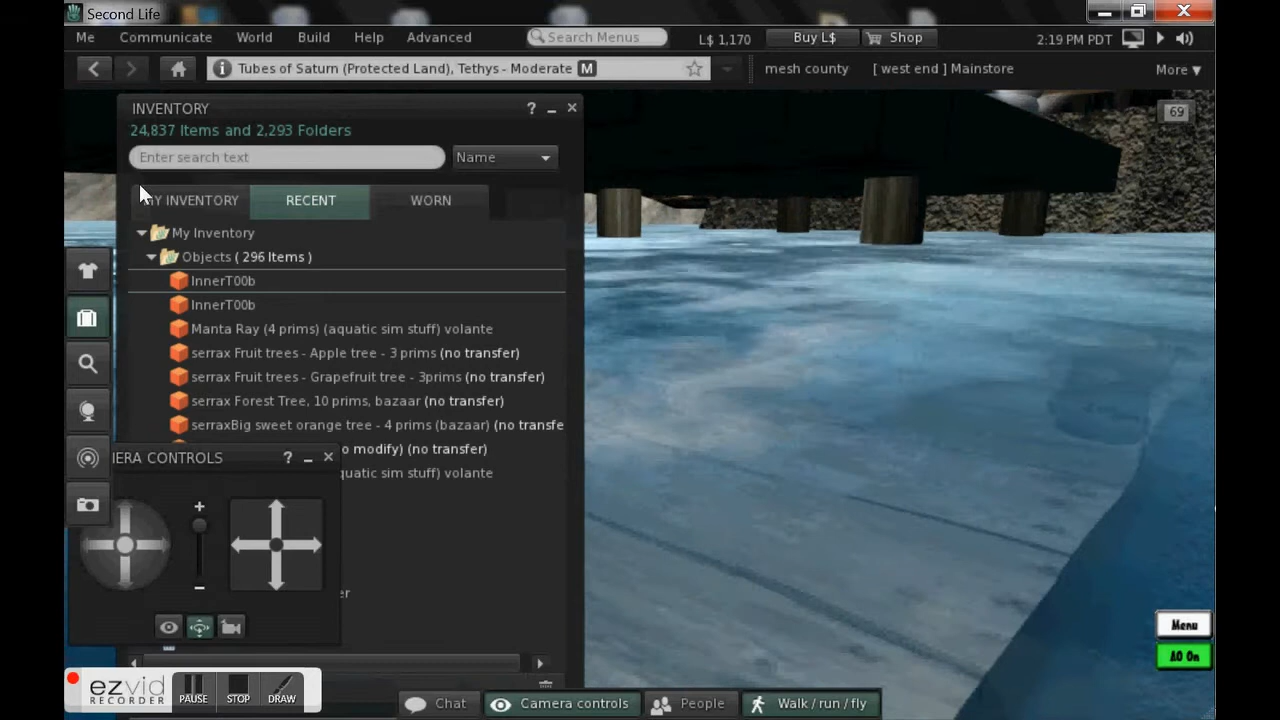 Second Life
Me Communicate World Build Help Advanced Search Menus L$ 1,170 Buy L$ Shop 2:19 PM PDT
Tubes of Saturn (Protected Land), Tethys - Moderate M mesh county [ west end ] Mainstore More
INVENTORY ?
69
24,837 Items and 2,293 Folders
Enter search text Name
MY INVENTORY RECENT WORN
My Inventory
Objects ( 296 Items )
InnerT00b
InnerT00b
Manta Ray (4 prims) (aquatic sim stuff) volante
serrax Fruit trees - Apple tree - 3 prims (no transfer)
serrax Fruit trees - Grapefruit tree - 3prims (no transfer)
serrax Forest Tree, 10 prims, bazaar (no transfer)
serraxBig sweet orange tree - 4 prims (bazaar) (no transfe
o modify) (no transfer)
ERA CONTROLS ?
quatic sim stuff) volante
er
Menu
AO On
ezvid
RECORDER
PAUSE STOP DRAW
Chat Camera controls People Walk / run / fly